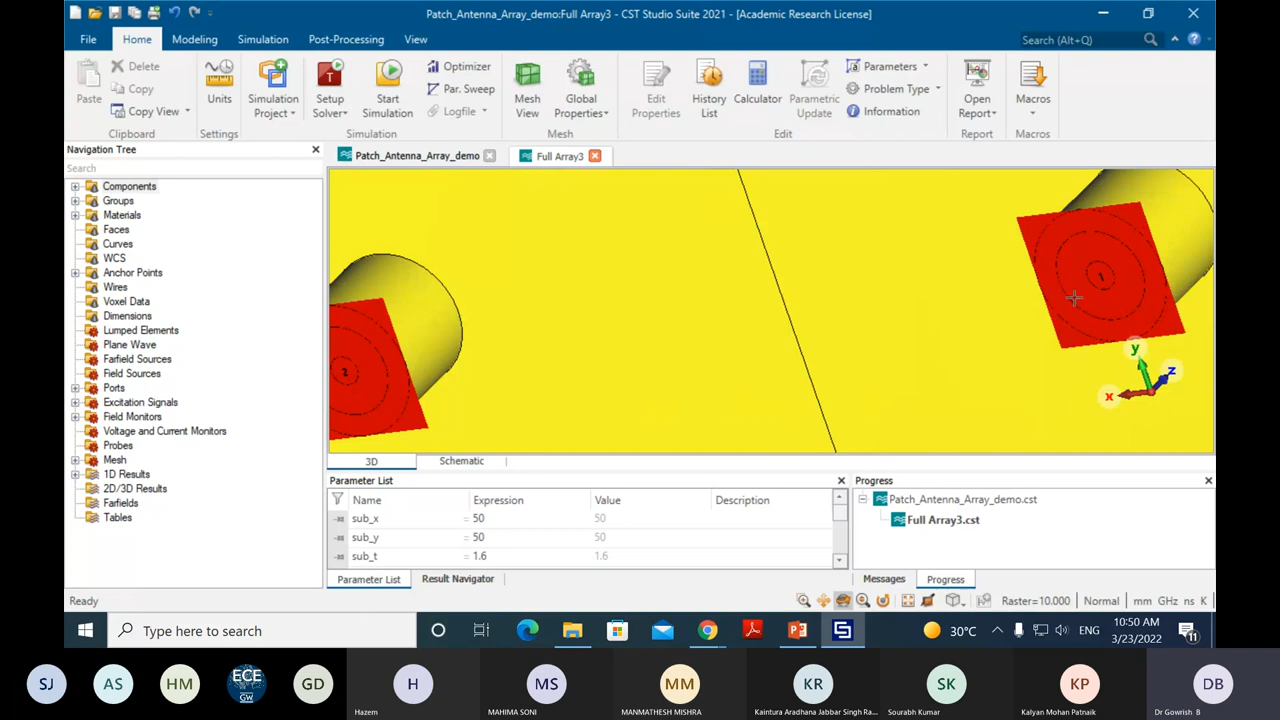 Patch_Antenna_Array_demo:Full Array3 - CST Studio Suite 2021 - [Academic Research License]
File Home Modeling Simulation Post-Processing View Search (Alt+Q)
Paste Delete Copy Copy View Clipboard
Units Settings
Simulation Project Setup Solver Start Simulation Optimizer Par. Sweep Logfile Simulation
Mesh View Global Properties Mesh
Edit Properties History List Calculator Parametric Update Parameters Problem Type Information Edit
Open Report Report
Macros Macros
Navigation Tree
Search
Components
Groups
Materials
Faces
Curves
WCS
Anchor Points
Wires
Voxel Data
Dimensions
Lumped Elements
Plane Wave
Farfield Sources
Field Sources
Ports
Excitation Signals
Field Monitors
Voltage and Current Monitors
Probes
Mesh
1D Results
2D/3D Results
Farfields
Tables
Patch_Antenna_Array_demo Full Array3
1
2
y
z
x
3D Schematic
Parameter List
Name Expression Value Description
sub_x = 50 50
sub_y = 50 50
sub_t = 1.6 1.6
Parameter List Result Navigator
Progress
Patch_Antenna_Array_demo.cst
Full Array3.cst
Messages Progress
Ready Raster=10.000 Normal mm GHz ns K
Type here to search 30°C ENG 10:50 AM
3/23/2022 11
SJ AS HM ECE GW GD H MS MM KR SK KP DB
Hazem MAHIMA SONI MANMATHESH MISHRA Kaintura Aradhana Jabbar Singh Ra... Sourabh Kumar Kalyan Mohan Patnaik Dr Gowrish B